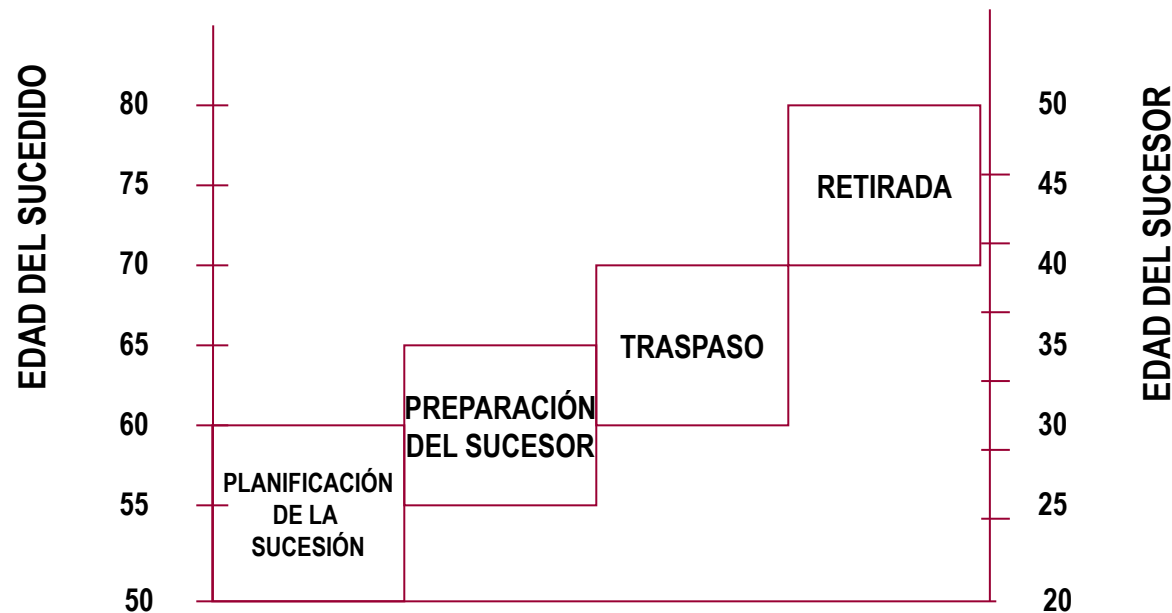 EDAD DEL SUCEDIDO
80
75
70
65
60
55
50
PLANIFICACIÓN
DE LA
SUCESIÓN
PREPARACIÓN
DEL SUCESOR
TRASPASO
RETIRADA
50
45
40
35
30
25
20
EDAD DEL SUCESOR